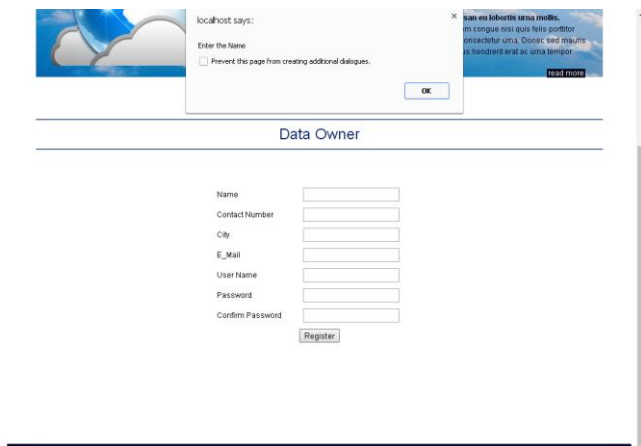 localhost says:
Enter the Name
Prevent this page from creating additional dialogues.
OK
san eu lobortis urna mollis.
m congue nisi quis felis porttitor
onsectetur urna. Donec sed mauris
us hendrerit erat ac urna tempor
read more
Data Owner
Name
Contact Number
City
E_Mail
User Name
Password
Confirm Password
Register